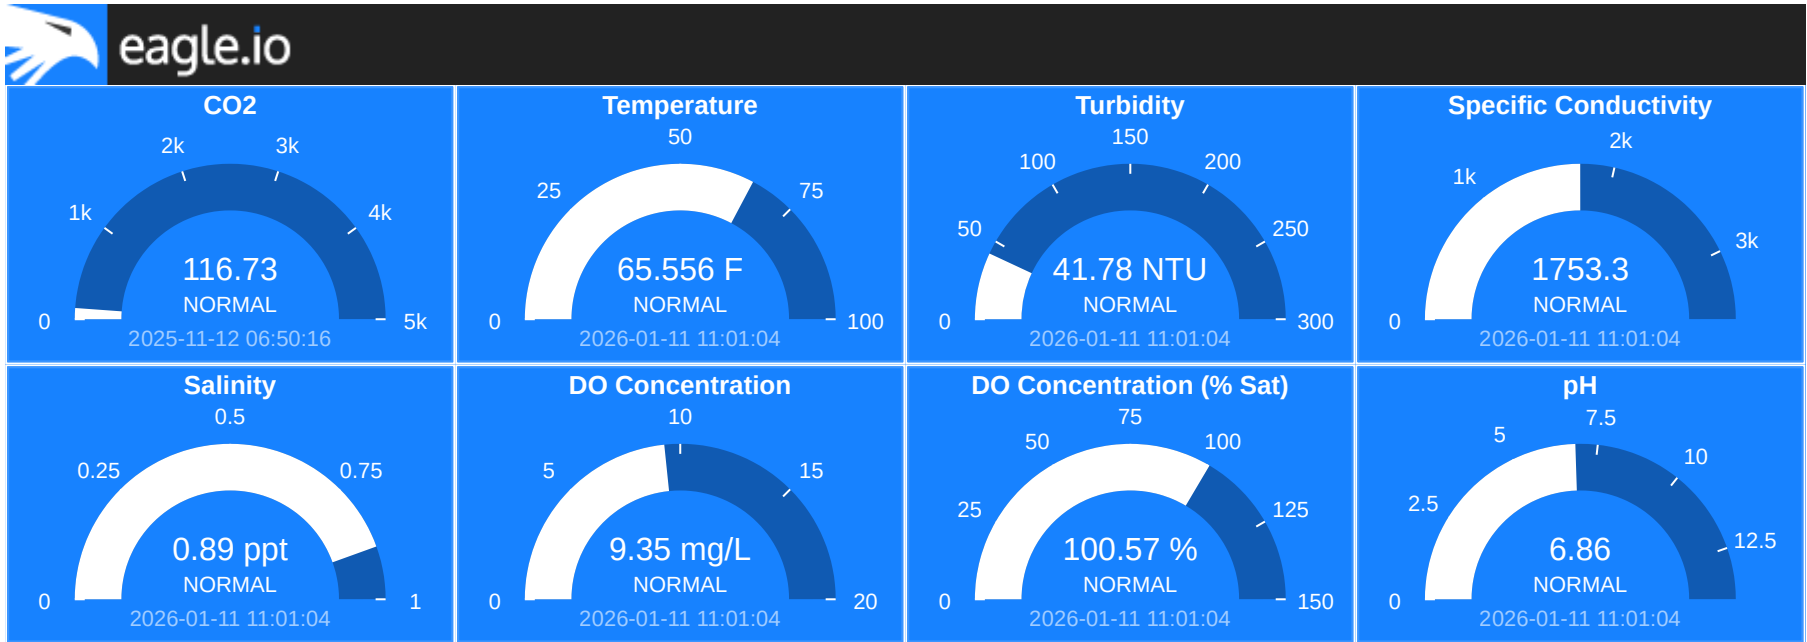 eagle.io
CO2
0
1k
2k
3k
4k
5k
116.73
NORMAL
2025-11-12 06:50:16
Temperature
0
25
50
75
100
65.556 F
NORMAL
2026-01-11 11:01:04
Turbidity
0
50
100
150
200
250
300
41.78 NTU
NORMAL
2026-01-11 11:01:04
Specific Conductivity
0
1k
2k
3k
1753.3
NORMAL
2026-01-11 11:01:04
Salinity
0
0.25
0.5
0.75
1
0.89 ppt
NORMAL
2026-01-11 11:01:04
DO Concentration
0
5
10
15
20
9.35 mg/L
NORMAL
2026-01-11 11:01:04
DO Concentration (% Sat)
0
25
50
75
100
125
150
100.57 %
NORMAL
2026-01-11 11:01:04
pH
0
2.5
5
7.5
10
12.5
6.86
NORMAL
2026-01-11 11:01:04